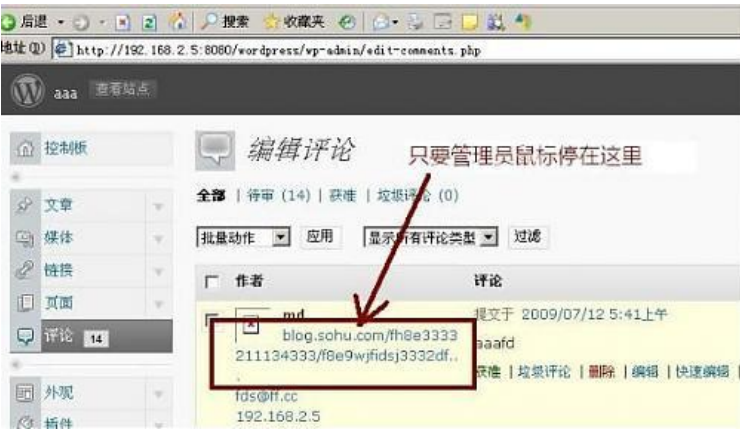 后退
搜索 收藏夹
地址(D) http://192.168.2.5:8080/wordpress/wp-admin/edit-comments.php
aaa 查看站点
控制板
编辑评论
只要管理员鼠标停在这里
全部 | 待审 (14) | 获准 | 垃圾评论 (0)
文章
媒体
批量动作 应用 显示所有评论类型 过滤
链接
作者 评论
页面
md 提交于 2009/07/12 5:41上午
评论 14
blog.sohu.com/fh8e3333 aaafd
211134333/f8e9wjfidsj3332df..
. 获准 | 垃圾评论 | 删除 | 编辑 | 快速编辑 |
外观
fds@ff.cc
192.168.2.5
插件